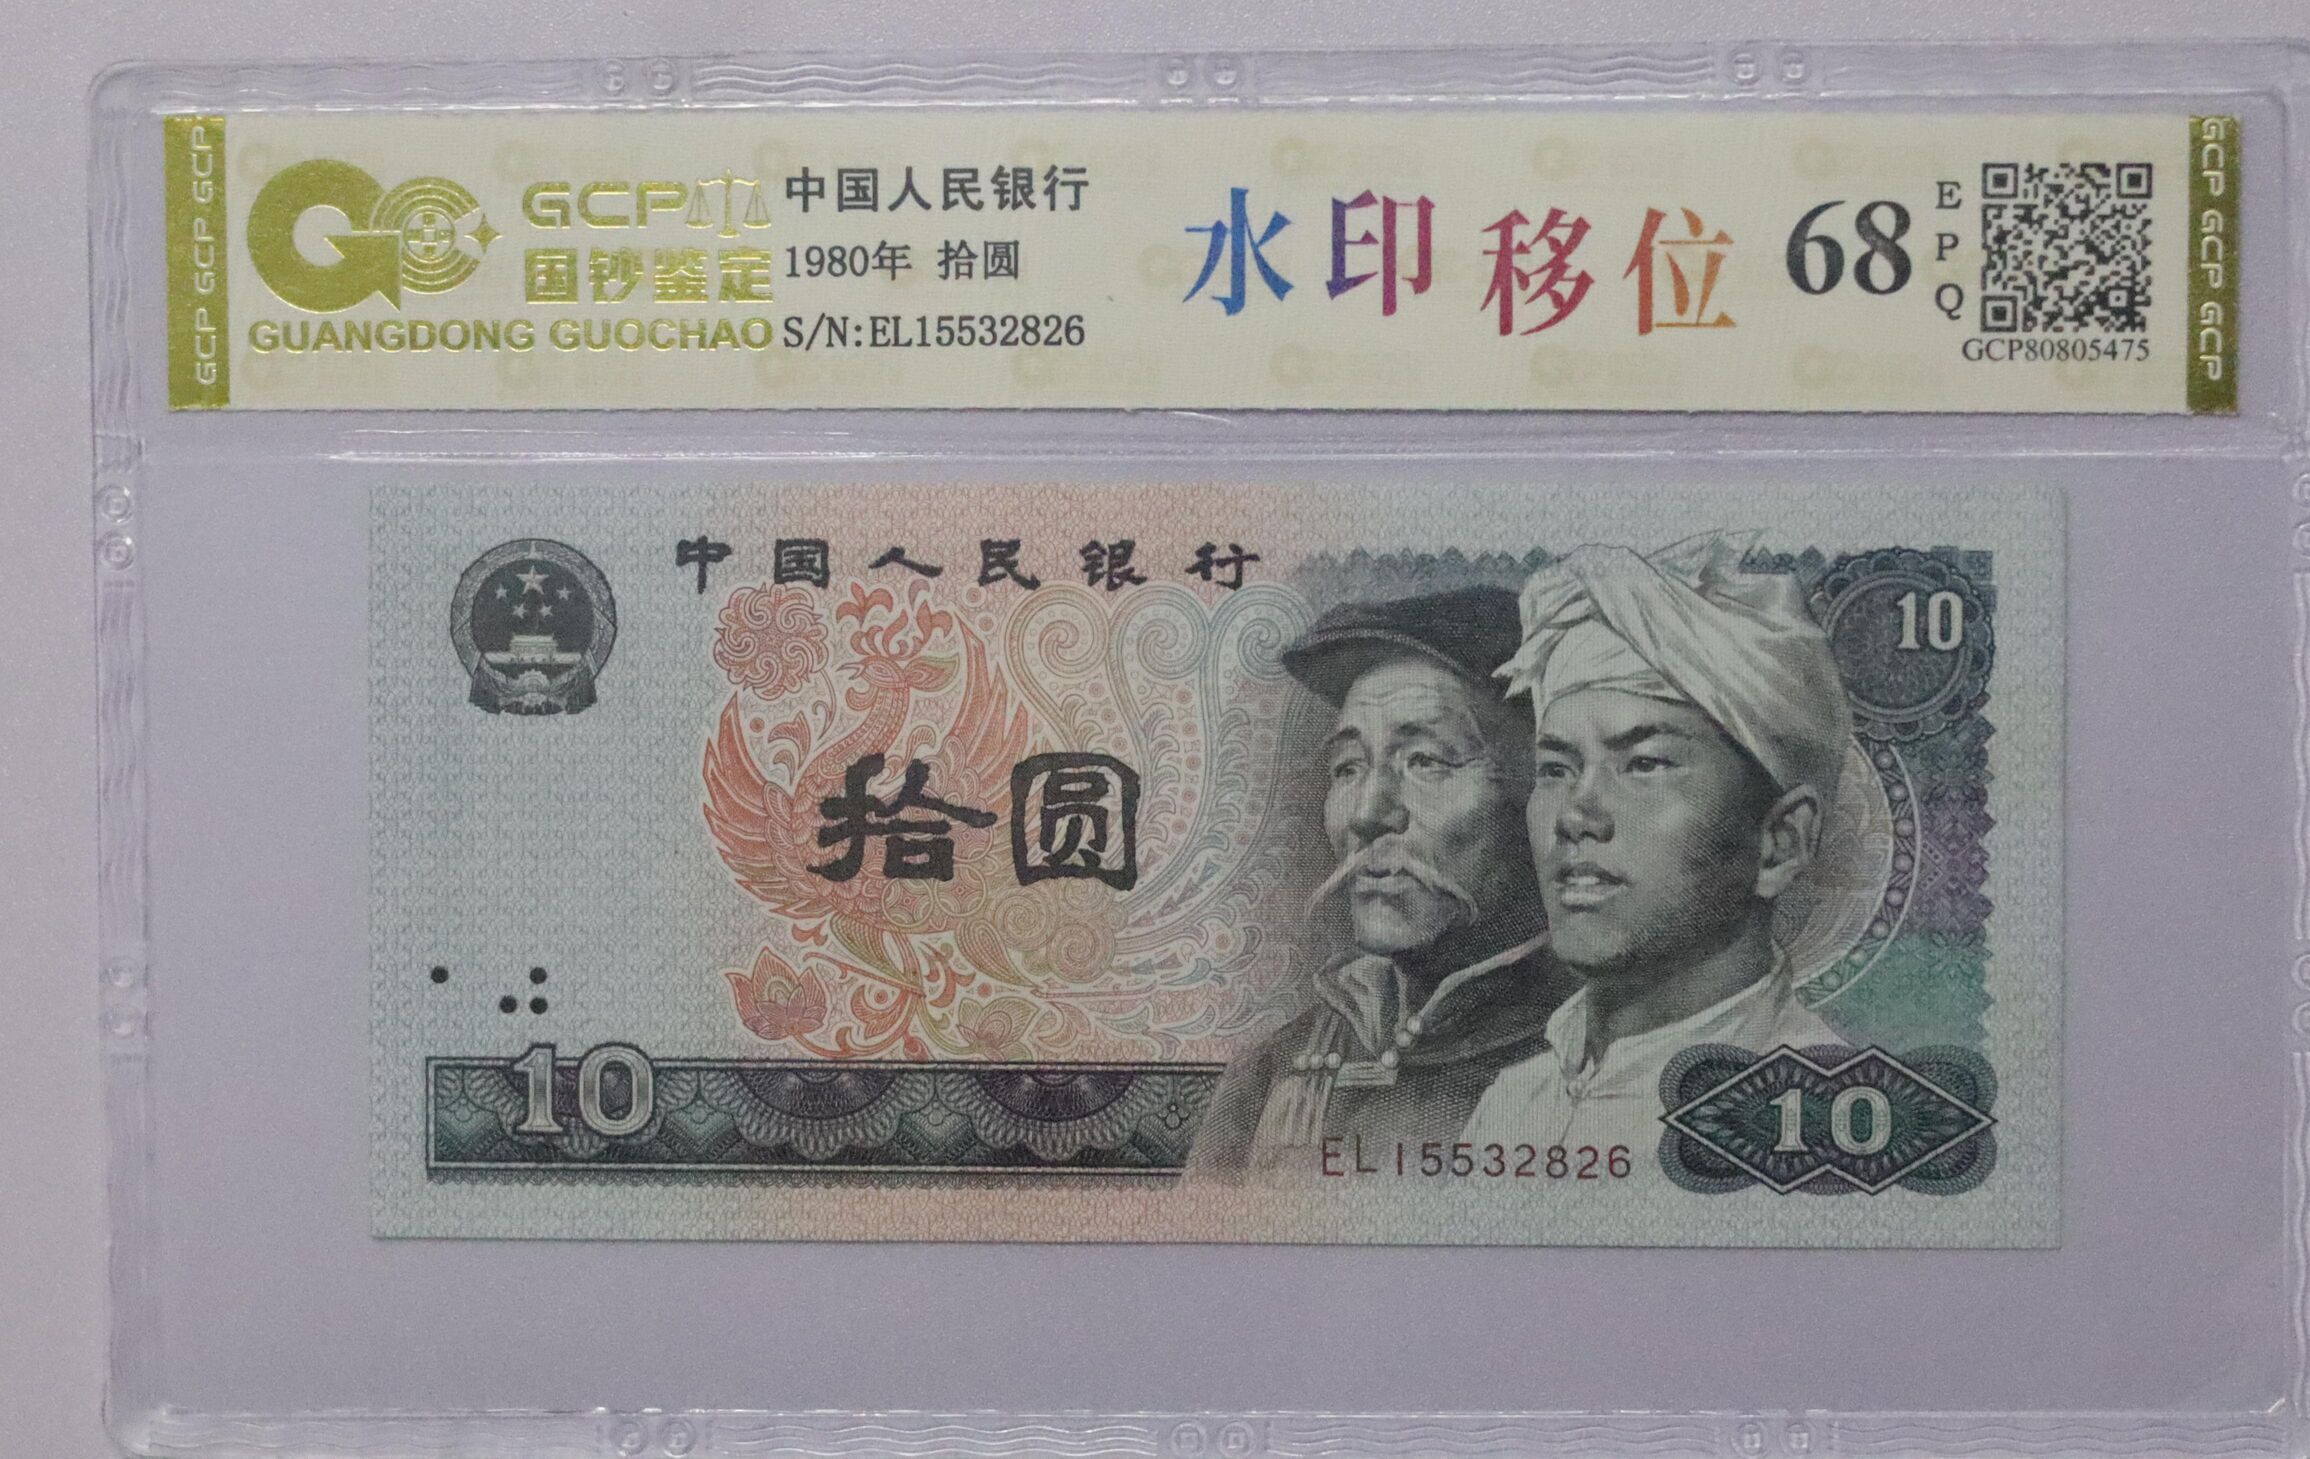 GCP GCP GCP
GCP
国钞鉴定
GUANGDONG GUOCHAO
中国人民银行
1980年 拾圆
S/N:EL15532826
水印移位
68
EPQ
GCP80805475
GCP GCP GCP
中国人民银行
10
拾圆
10
EL15532826
10